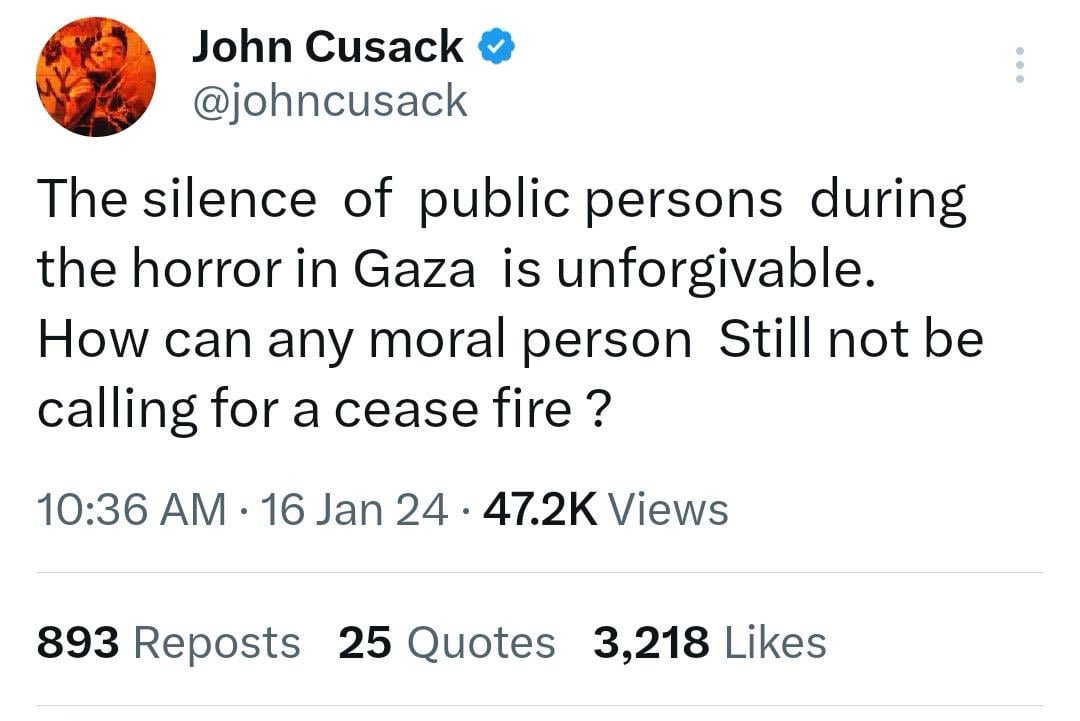 John Cusack
@johncusack
The silence of public persons during
the horror in Gaza is unforgivable.
How can any moral person Still not be
calling for a cease fire ?
10:36 AM · 16 Jan 24 · 47.2K Views
893 Reposts 25 Quotes 3,218 Likes